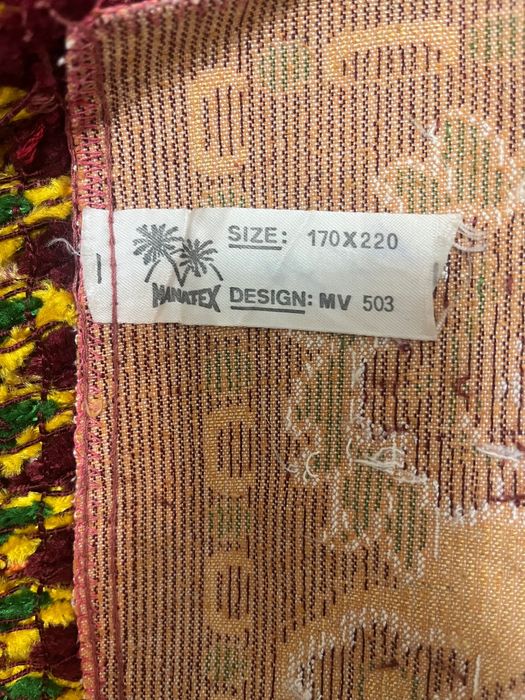 SIZE: 170X220
MANATEX DESIGN: MV 503